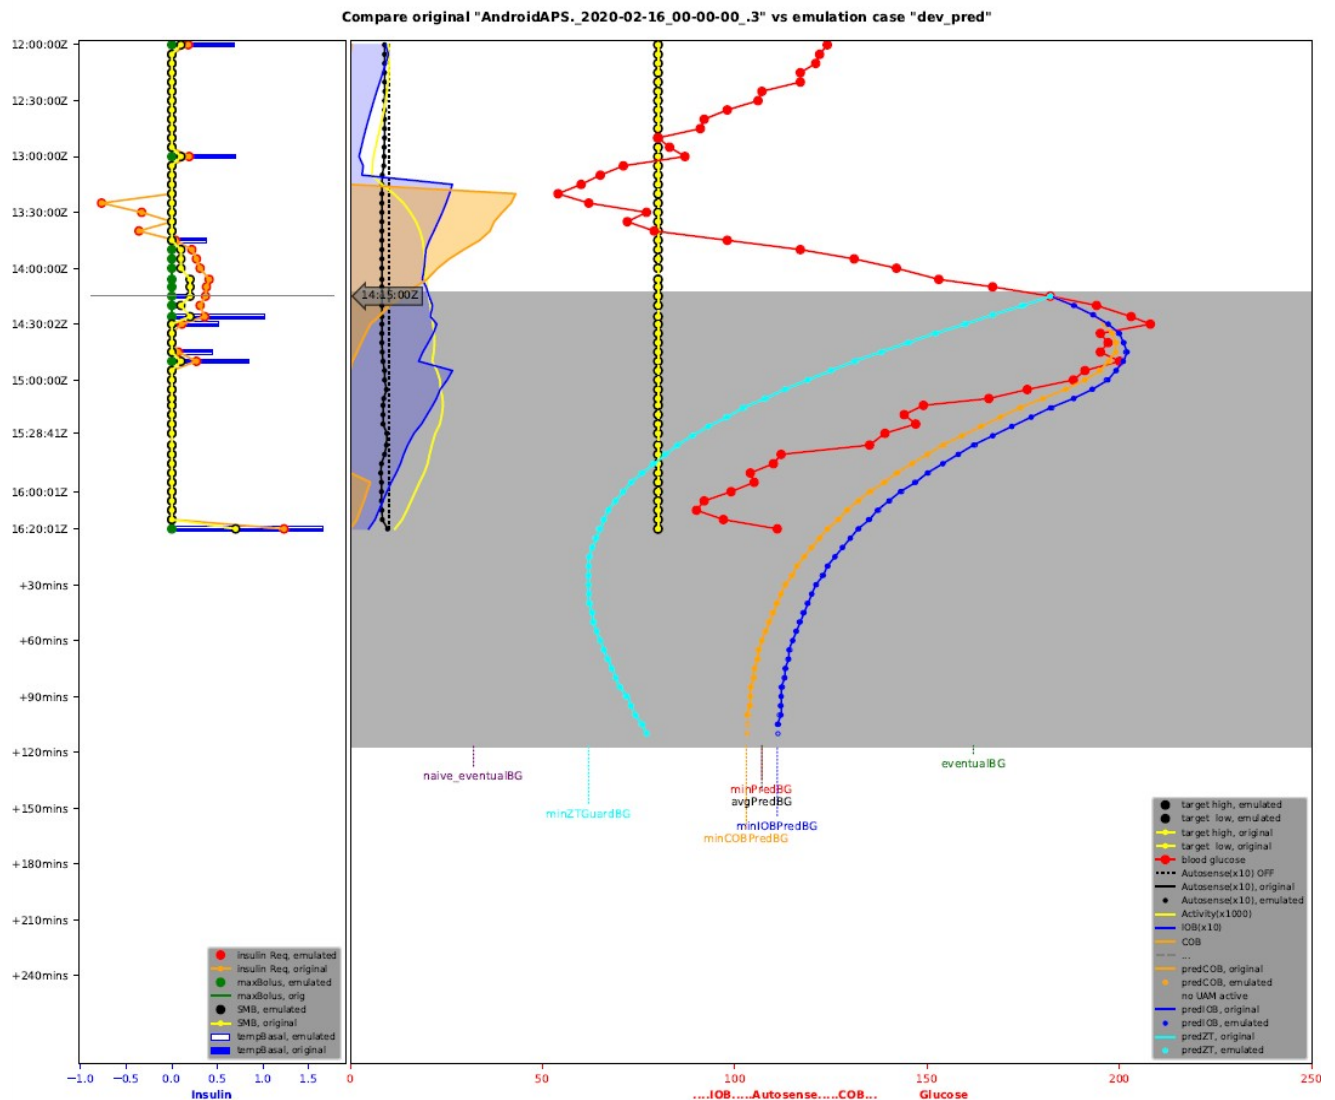 Compare original "AndroidAPS._2020-02-16_00-00-00_.3" vs emulation case "dev_pred"
12:00:00Z
12:30:00Z
13:00:00Z
13:30:00Z
14:00:00Z
14:15:00Z
14:30:02Z
15:00:00Z
15:28:41Z
16:00:01Z
16:20:01Z
+30mins
+60mins
+90mins
+120mins
+150mins
+180mins
+210mins
+240mins
naive_eventualBG
minZTGuardBG
minPredBG
avgPredBG
minIOBPredBG
minCOBPredBG
eventualBG
insulin Req, emulated
insulin Req, original
maxBolus, emulated
maxBolus, orig
SMB, emulated
SMB, original
tempBasal, emulated
tempBasal, original
target high, emulated
target  low, emulated
target high, original
target  low, original
blood glucose
Autosense(x10) OFF
Autosense(x10), original
Autosense(x10), emulated
Activity(x1000)
IOB(x10)
COB
...
predCOB, original
predCOB, emulated
no UAM active
predIOB, original
predIOB, emulated
predZT, original
predZT, emulated
−1.0 −0.5 0.0 0.5 1.0 1.5
Insulin
0 50 100 150 200 250
....IOB.....Autosense.....COB... Glucose